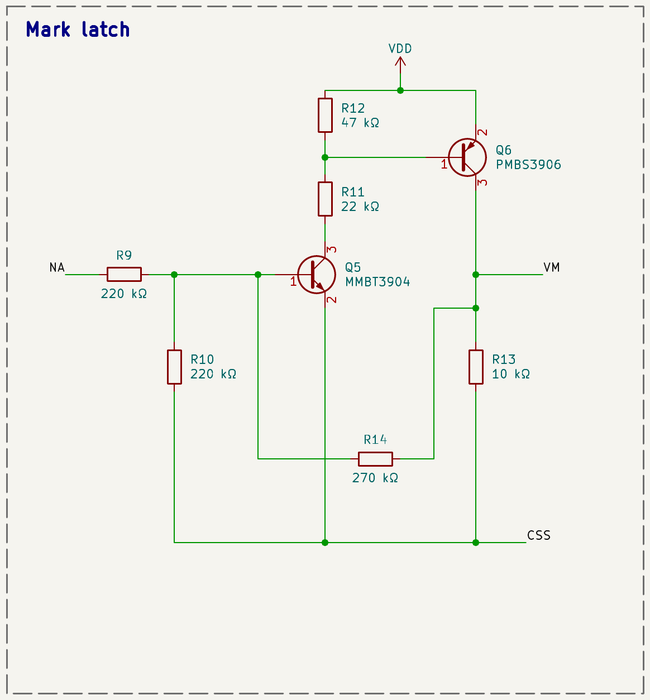 Mark latch
VDD
R12
47 kΩ
2
Q6
1
PMBS3906
3
R11
22 kΩ
3
R9
NA
Q5
VM
1
MMBT3904
220 kΩ
2
R10
220 kΩ
R13
10 kΩ
R14
270 kΩ
CSS